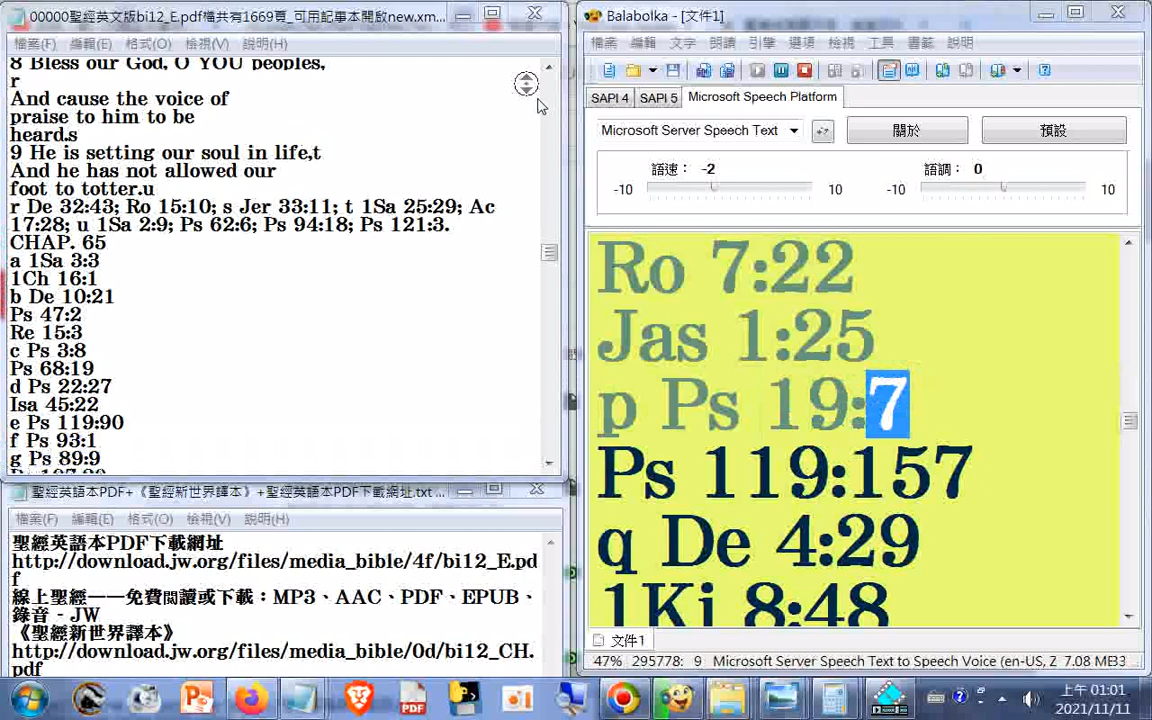 00000聖經英文版bi12_E.pdf檔共有1669頁_可用記事本開啟new.xm...
檔案(F) 編輯(E) 格式(O) 檢視(V) 說明(H)
8 Bless our God, O YOU peoples,
r
And cause the voice of
praise to him to be
heard.s
9 He is setting our soul in life,t
And he has not allowed our
foot to totter.u
r De 32:43; Ro 15:10; s Jer 33:11; t 1Sa 25:29; Ac
17:28; u 1Sa 2:9; Ps 62:6; Ps 94:18; Ps 121:3.
CHAP. 65
a 1Sa 3:3
1Ch 16:1
b De 10:21
Ps 47:2
Re 15:3
c Ps 3:8
Ps 68:19
d Ps 22:27
Isa 45:22
e Ps 119:90
f Ps 93:1
g Ps 89:9
聖經英語本PDF+《聖經新世界譯本》+聖經英語本PDF下載網址.txt ...
檔案(F) 編輯(E) 格式(O) 檢視(V) 說明(H)
聖經英語本PDF下載網址
http://download.jw.org/files/media_bible/4f/bi12_E.pd
f
線上聖經——免費閱讀或下載：MP3、AAC、PDF、EPUB、
錄音 - JW
《聖經新世界譯本》
http://download.jw.org/files/media_bible/0d/bi12_CH.
pdf
Balabolka - [文件1]
檔案 編輯 文字 朗讀 引擎 選項 檢視 工具 書籤 說明
SAPI 4 SAPI 5 Microsoft Speech Platform
Microsoft Server Speech Text 關於 預設
語速： -2 語調： 0
-10 10 -10 10
Ro 7:22
Jas 1:25
p Ps 19:7
Ps 119:157
q De 4:29
1Ki 8:48
文件1
47% 295778: 9 Microsoft Server Speech Text to Speech Voice (en-US, Z 7.08 MB33
上午 01:01
2021/11/11